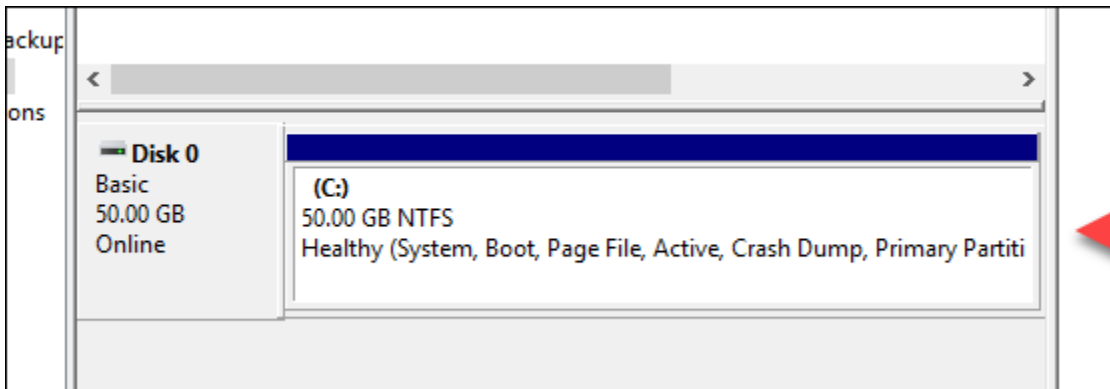 ackup
ons
Disk 0
Basic
50.00 GB
Online
(C:)
50.00 GB NTFS
Healthy (System, Boot, Page File, Active, Crash Dump, Primary Partiti